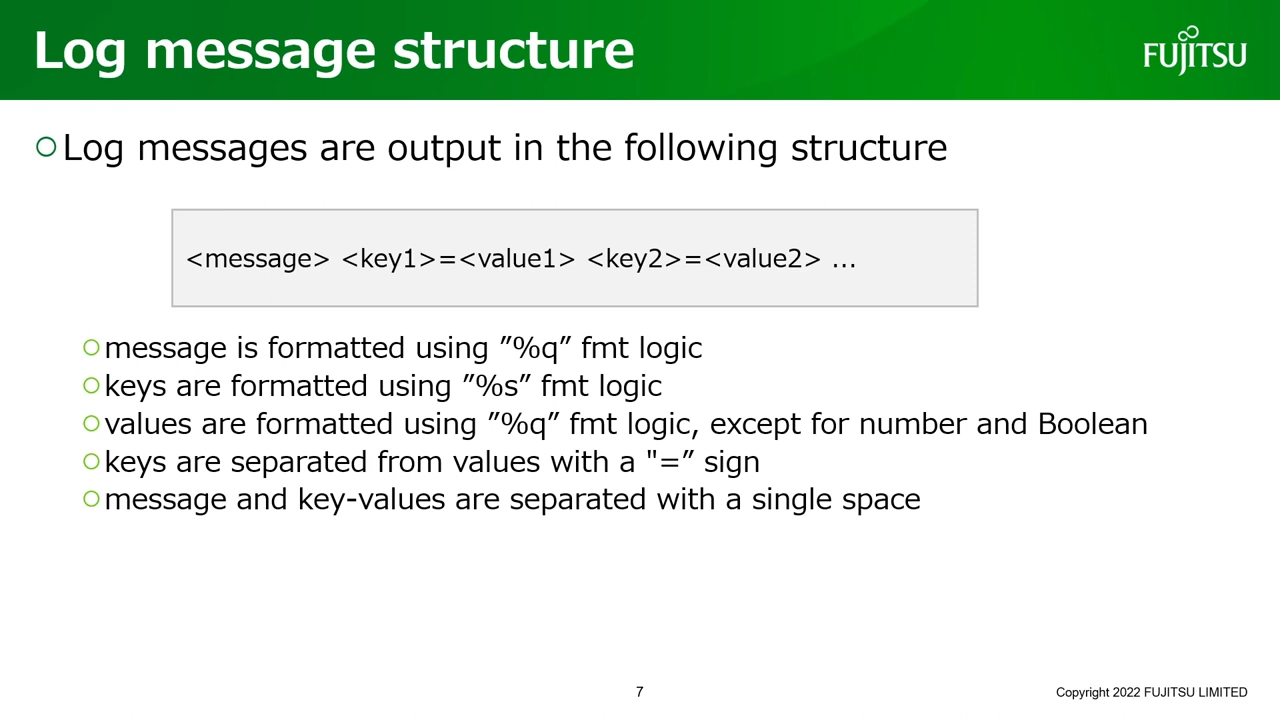 Log message structure
FUJITSU
Log messages are output in the following structure
<message> <key1>=<value1> <key2>=<value2> ...
message is formatted using ”%q” fmt logic
keys are formatted using ”%s” fmt logic
values are formatted using ”%q” fmt logic, except for number and Boolean
keys are separated from values with a "=” sign
message and key-values are separated with a single space
7
Copyright 2022 FUJITSU LIMITED